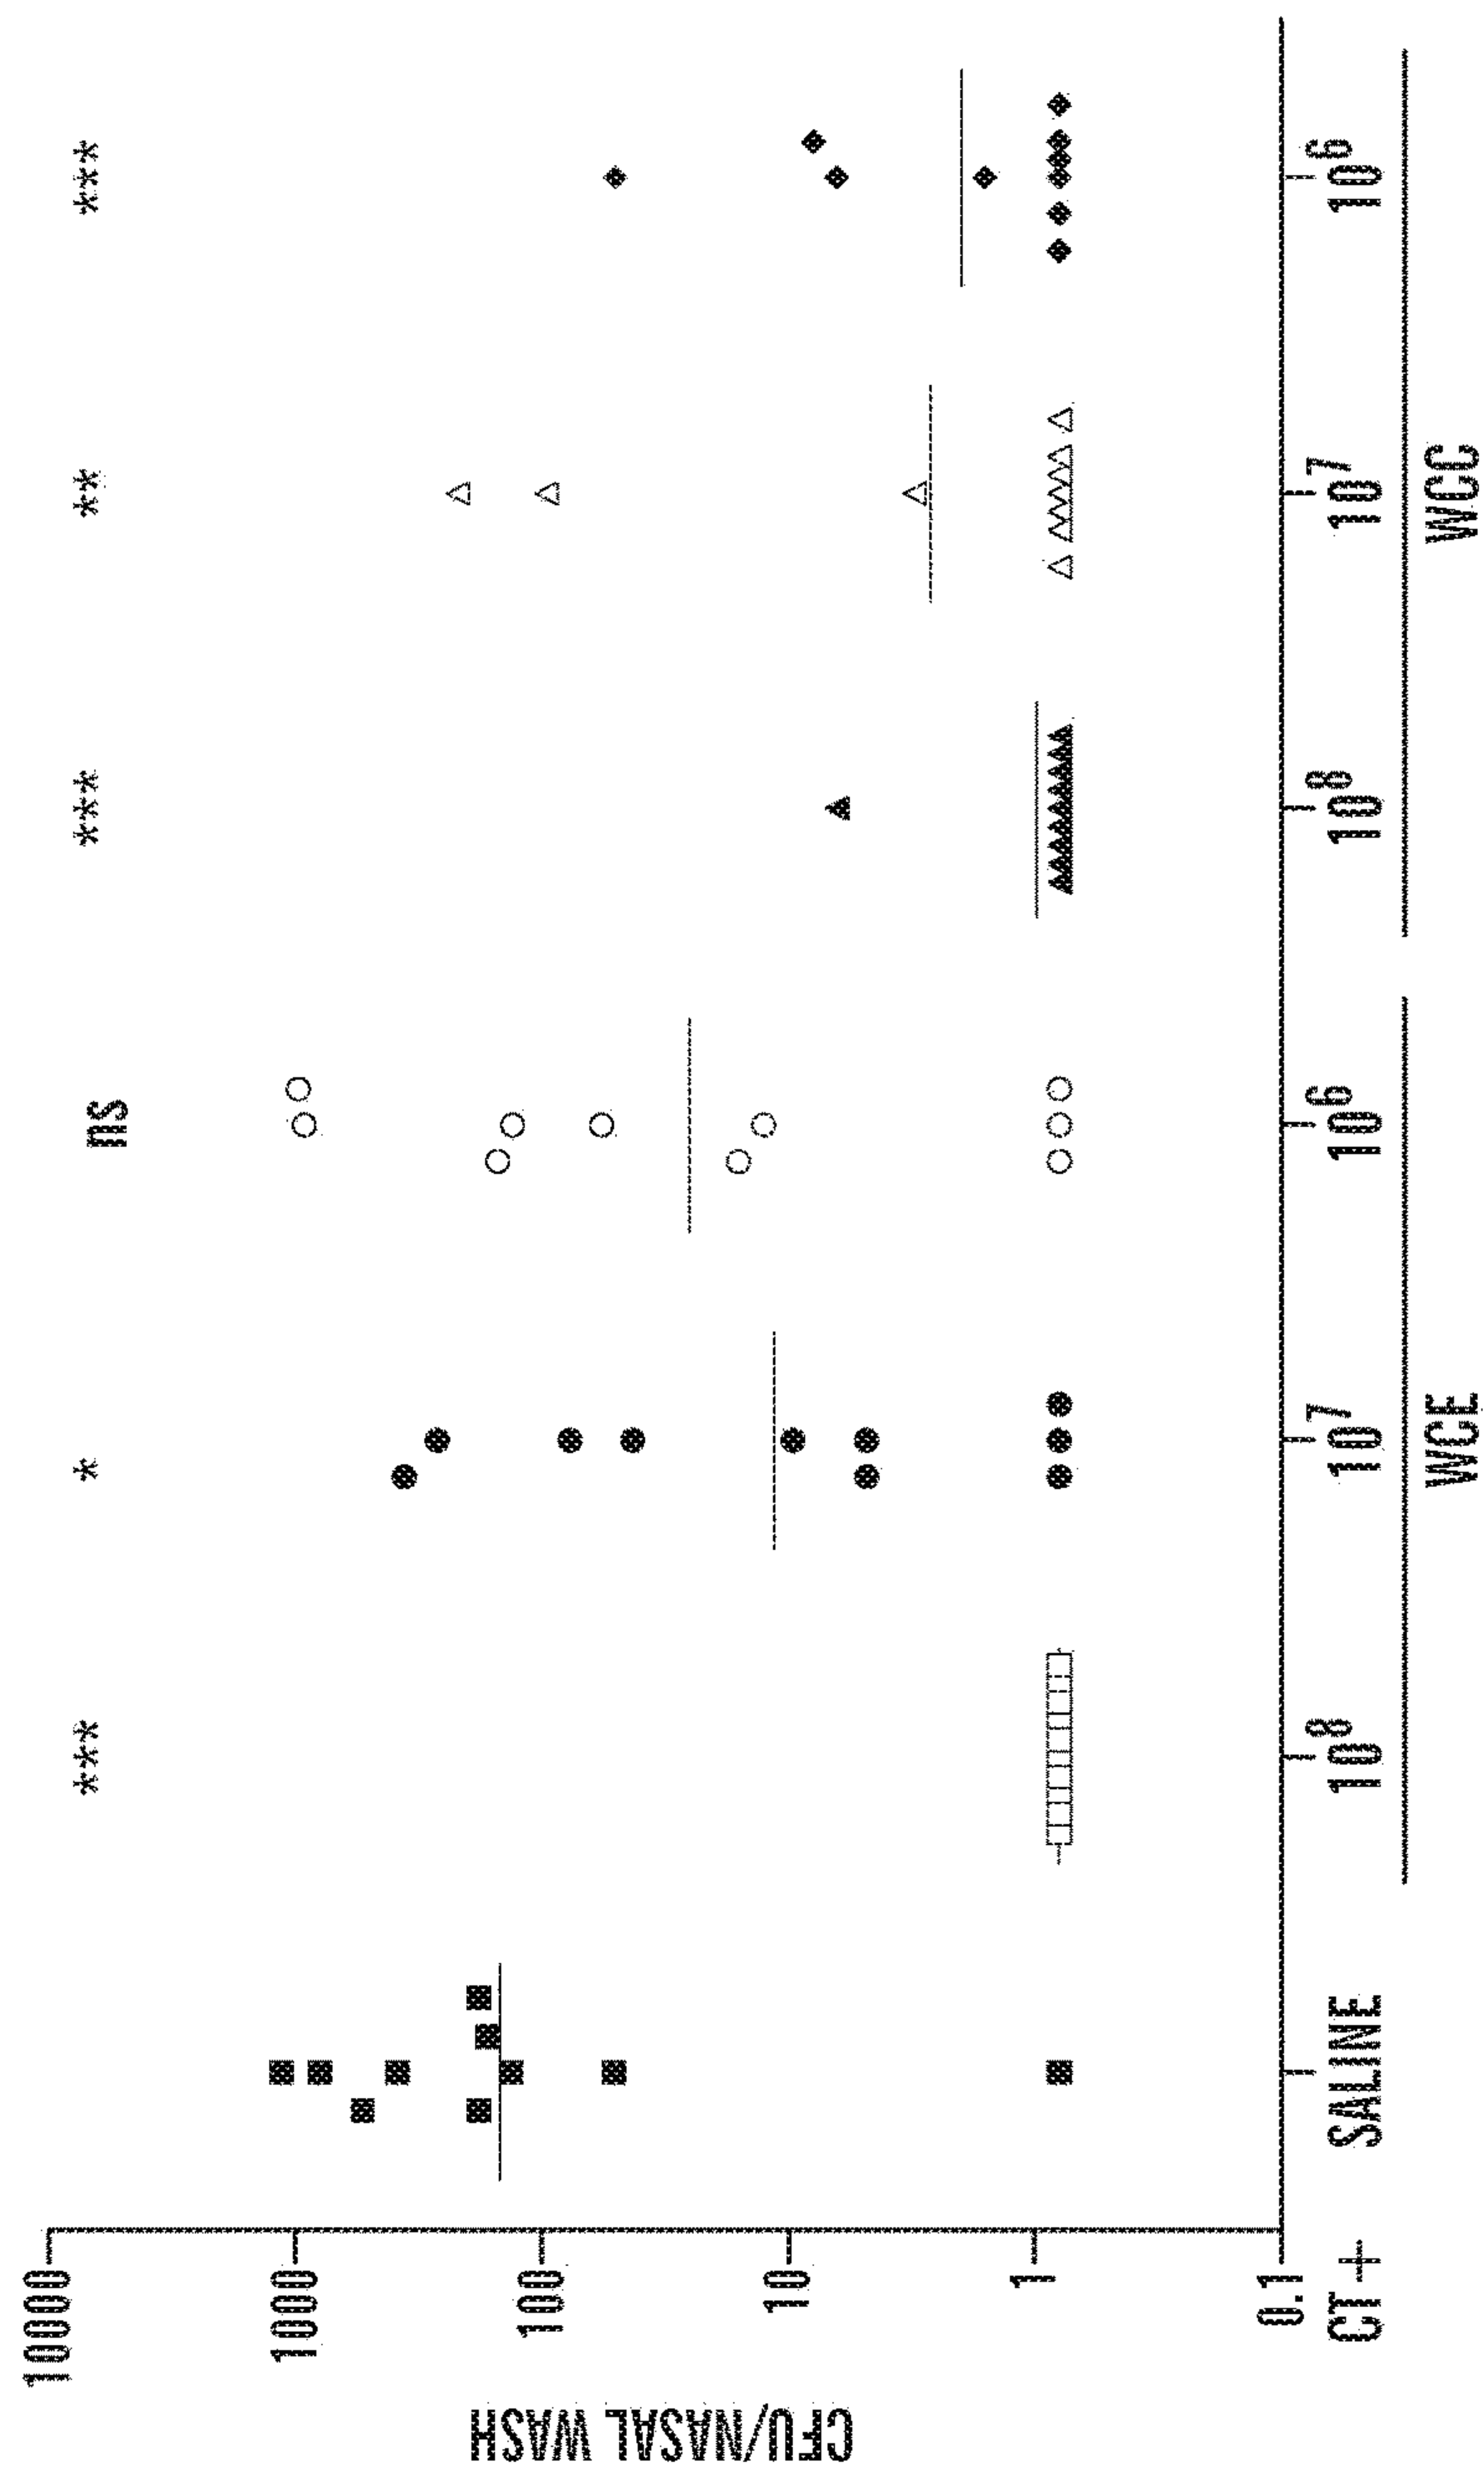 CFU/NASAL WASH
10000
1000
100
10
1
0.1
*** * ns *** ** ***
CT + SALINE 10⁸ 10⁷ 10⁶ 10⁸ 10⁷ 10⁶
WCE WCC